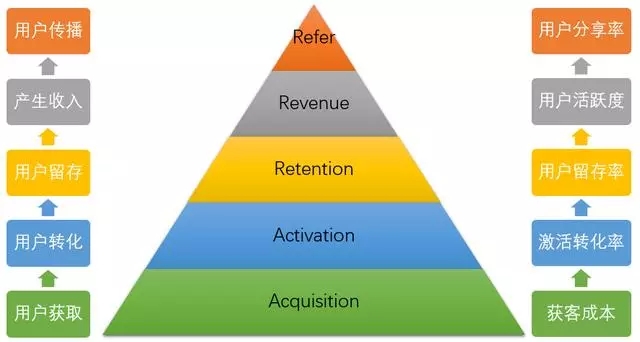 用户传播
Refer
用户分享率
产生收入
Revenue
用户活跃度
用户留存
Retention
用户留存率
用户转化
Activation
激活转化率
用户获取
Acquisition
获客成本